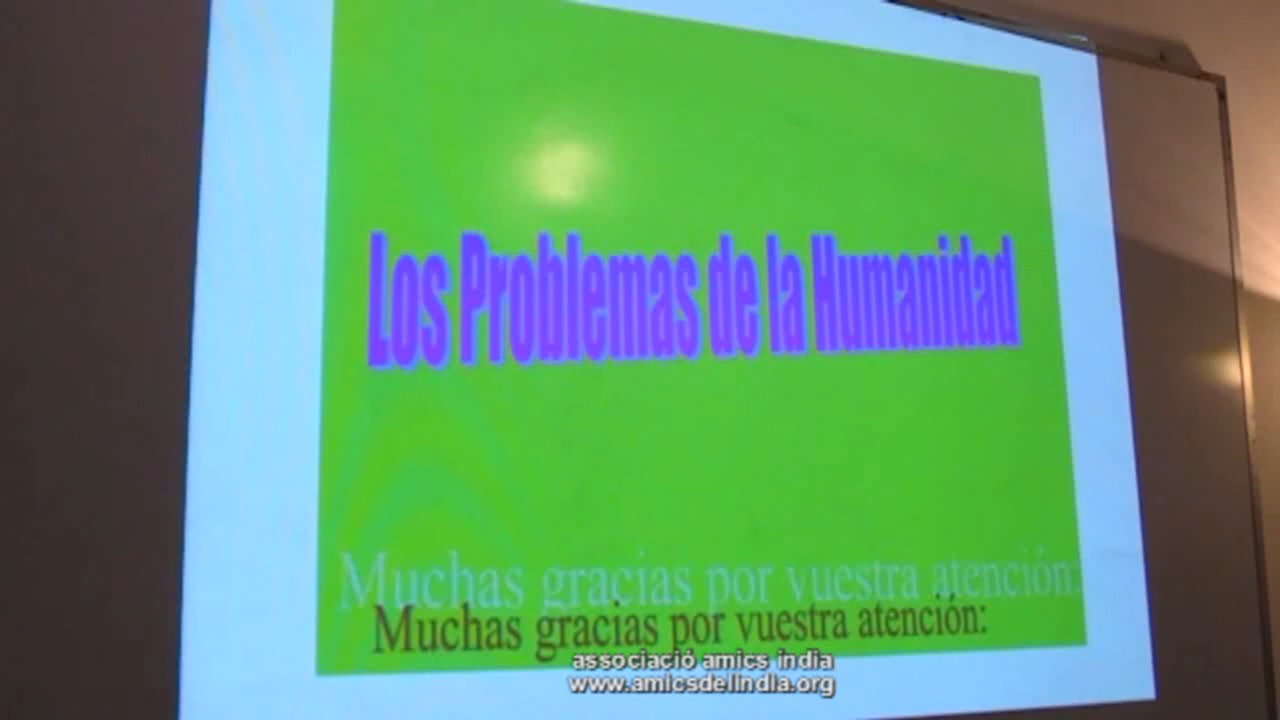 Los Problemas de la Humanidad
Muchas gracias por vuestra atención:
Muchas gracias por vuestra atención:
associació amics india
www.amicsdelindia.org